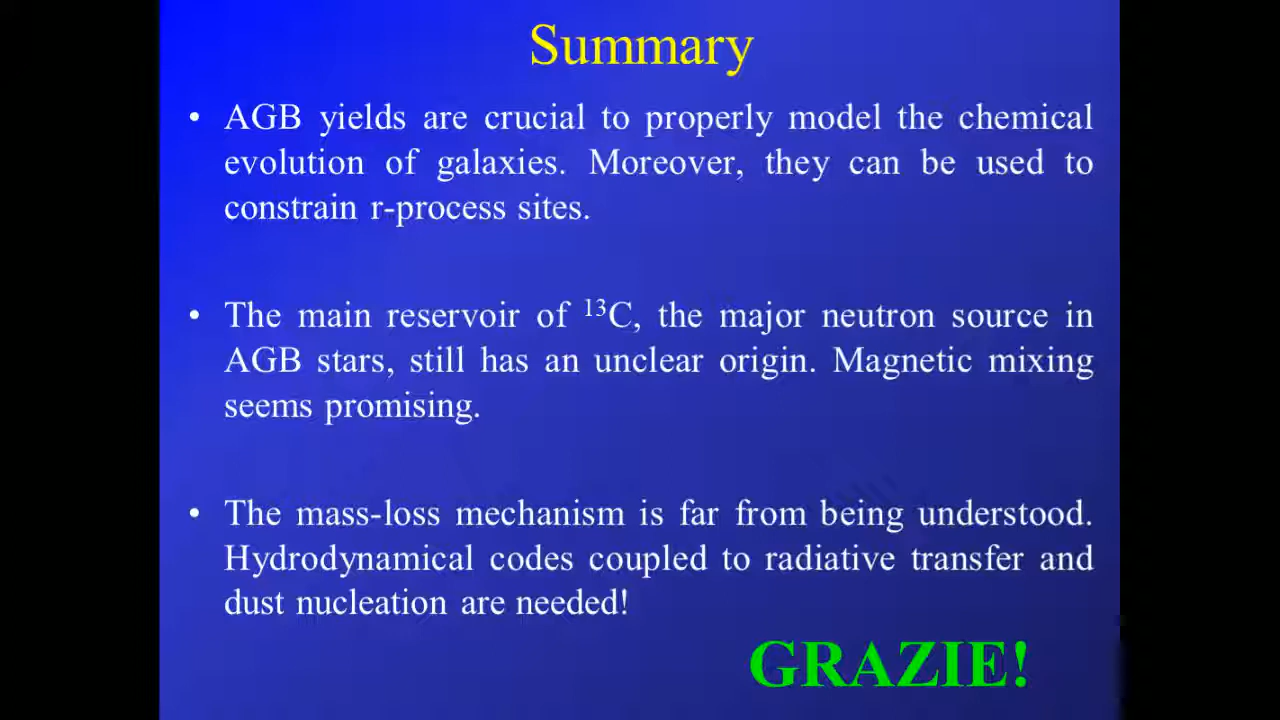 Summary
• AGB yields are crucial to properly model the chemical
evolution of galaxies. Moreover, they can be used to
constrain r-process sites.
• The main reservoir of ¹³C, the major neutron source in
AGB stars, still has an unclear origin. Magnetic mixing
seems promising.
• The mass-loss mechanism is far from being understood.
Hydrodynamical codes coupled to radiative transfer and
dust nucleation are needed!
GRAZIE!